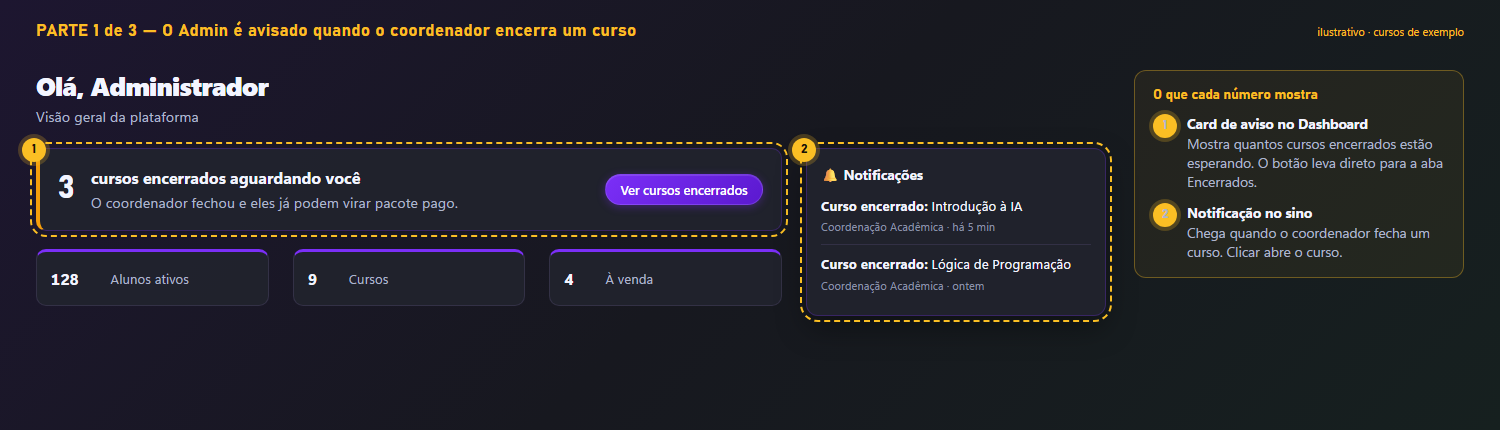 PARTE 1 de 3 — O Admin é avisado quando o coordenador encerra um curso
ilustrativo · cursos de exemplo
Olá, Administrador
Visão geral da plataforma
1
3
cursos encerrados aguardando você
O coordenador fechou e eles já podem virar pacote pago.
Ver cursos encerrados
128
Alunos ativos
9
Cursos
4
À venda
2
Notificações
Curso encerrado: Introdução à IA
Coordenação Acadêmica · há 5 min
Curso encerrado: Lógica de Programação
Coordenação Acadêmica · ontem
O que cada número mostra
1
Card de aviso no Dashboard
Mostra quantos cursos encerrados estão
esperando. O botão leva direto para a aba
Encerrados.
2
Notificação no sino
Chega quando o coordenador fecha um
curso. Clicar abre o curso.